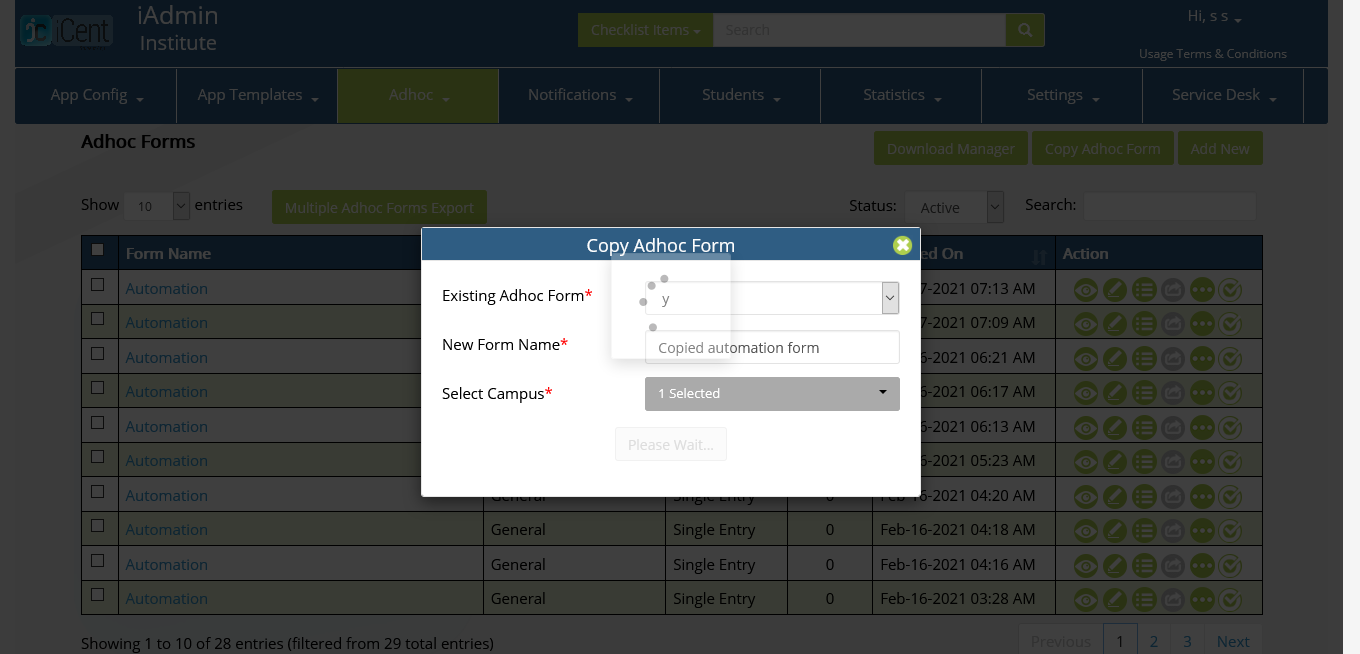 iCent
iAdmin
Institute
Checklist Items
Search
Hi, s s
Usage Terms & Conditions
App Config
App Templates
Adhoc
Notifications
Students
Statistics
Settings
Service Desk
Adhoc Forms
Download Manager
Copy Adhoc Form
Add New
Show 10 entries
Multiple Adhoc Forms Export
Status: Active
Search:
Form Name
ed On
Action
Copy Adhoc Form
Existing Adhoc Form*
y
New Form Name*
Copied automation form
Select Campus*
1 Selected
Please Wait...
Automation 7-2021 07:13 AM
Automation 7-2021 07:09 AM
Automation 6-2021 06:21 AM
Automation 6-2021 06:17 AM
Automation 6-2021 06:13 AM
Automation 6-2021 05:23 AM
Automation General Single Entry 0 Feb-16-2021 04:20 AM
Automation General Single Entry 0 Feb-16-2021 04:18 AM
Automation General Single Entry 0 Feb-16-2021 04:16 AM
Automation General Single Entry 0 Feb-16-2021 03:28 AM
Showing 1 to 10 of 28 entries (filtered from 29 total entries)
Previous 1 2 3 Next